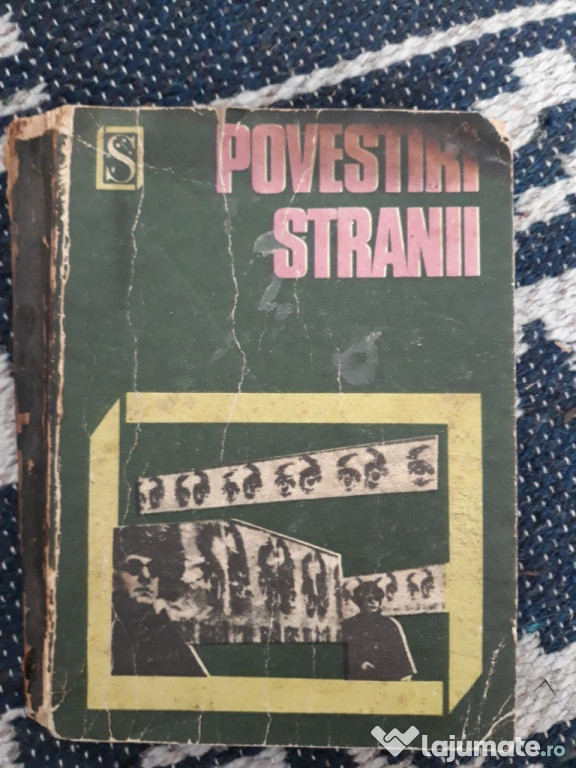 S
POVESTIRI
STRANII
Lajumate.ro